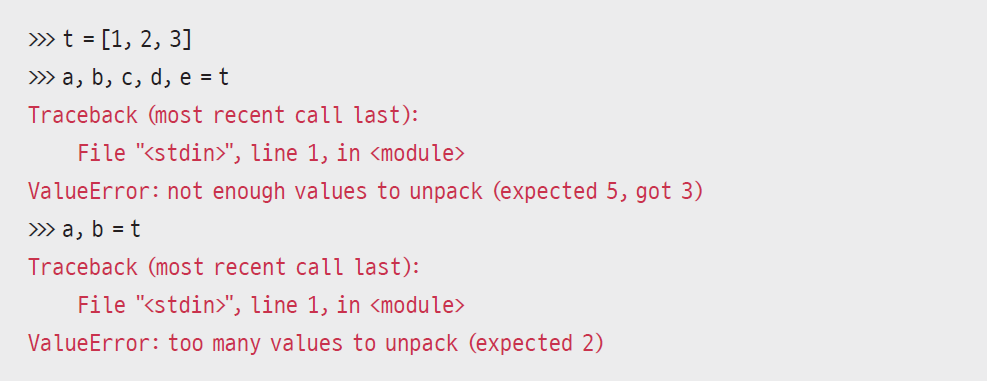 >>> t = [1, 2, 3]
>>> a, b, c, d, e = t
Traceback (most recent call last):
    File "<stdin>", line 1, in <module>
ValueError: not enough values to unpack (expected 5, got 3)
>>> a, b = t
Traceback (most recent call last):
    File "<stdin>", line 1, in <module>
ValueError: too many values to unpack (expected 2)